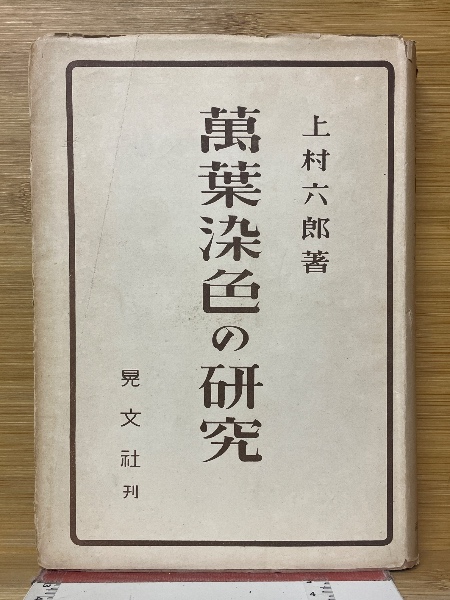 上村六郎著
萬葉染色の研究
晃文社刊